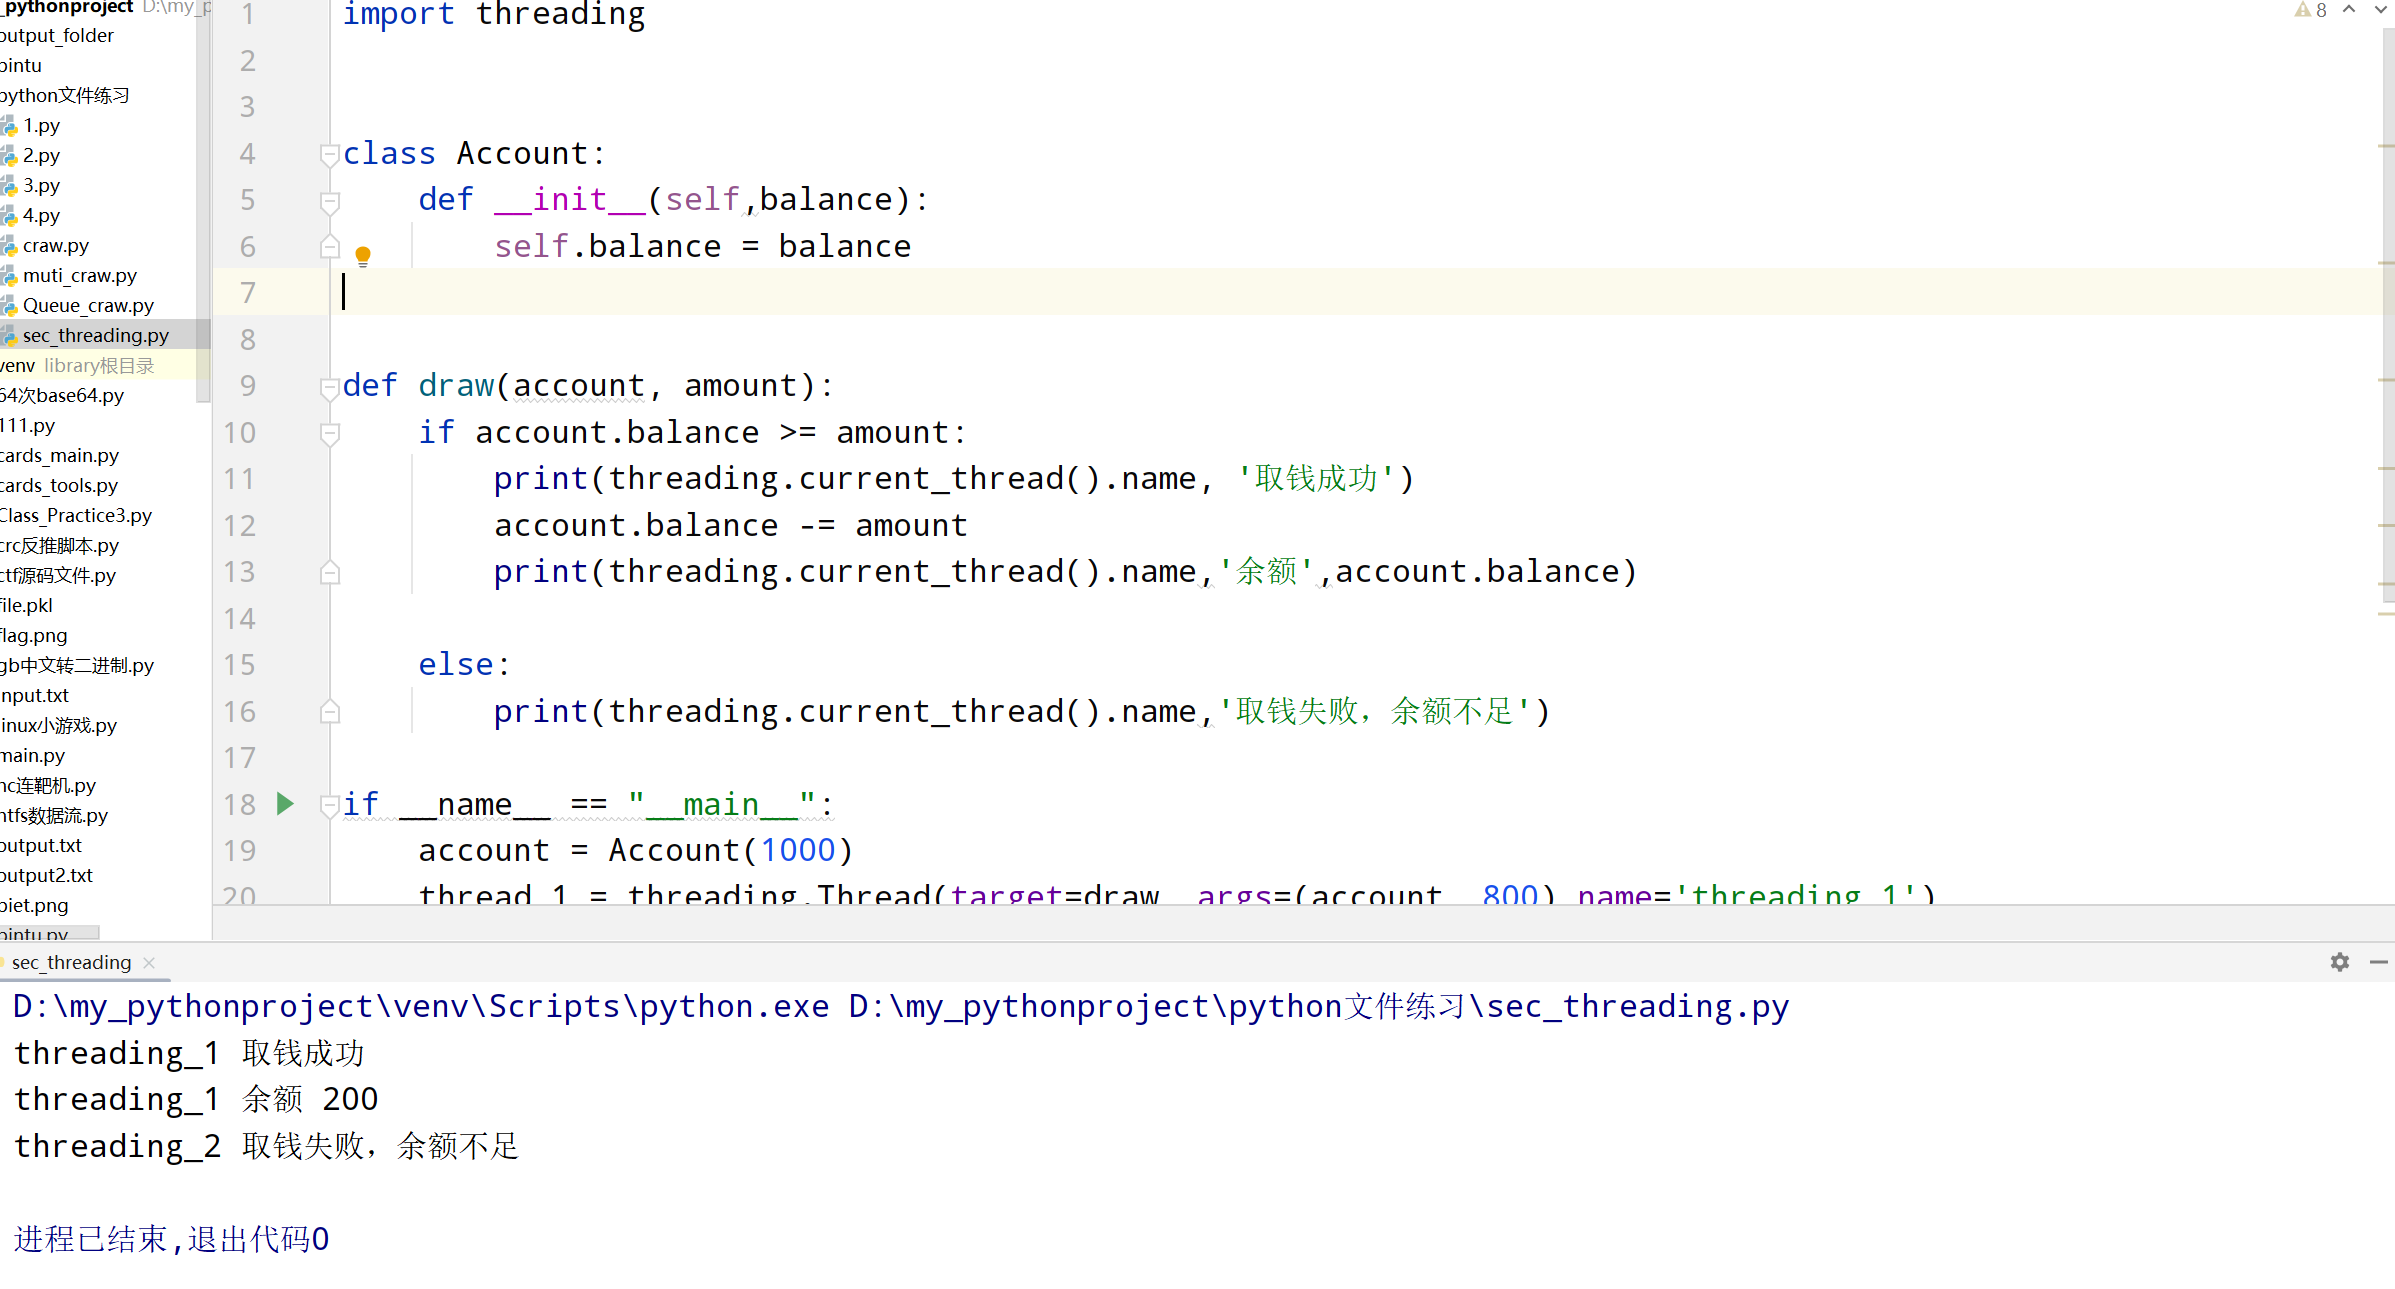 _pythonproject D:\my_p
output_folder
pintu
python文件练习
1.py
2.py
3.py
4.py
craw.py
muti_craw.py
Queue_craw.py
sec_threading.py
venv library根目录
64次base64.py
111.py
cards_main.py
cards_tools.py
Class_Practice3.py
crc反推脚本.py
ctf源码文件.py
file.pkl
flag.png
gb中文转二进制.py
input.txt
linux小游戏.py
main.py
nc连靶机.py
ntfs数据流.py
output.txt
output2.txt
piet.png
pintu.py
8
1 import threading
2
3
4 class Account:
5 def __init__(self,balance):
6 self.balance = balance
7
8
9 def draw(account, amount):
10 if account.balance >= amount:
11 print(threading.current_thread().name, '取钱成功')
12 account.balance -= amount
13 print(threading.current_thread().name,'余额',account.balance)
14
15 else:
16 print(threading.current_thread().name,'取钱失败，余额不足')
17
18 if __name__ == "__main__":
19 account = Account(1000)
20 thread_1 = threading.Thread(target=draw, args=(account, 800),name='threading_1')
sec_threading
D:\my_pythonproject\venv\Scripts\python.exe D:\my_pythonproject\python文件练习\sec_threading.py
threading_1 取钱成功
threading_1 余额 200
threading_2 取钱失败，余额不足
进程已结束,退出代码0